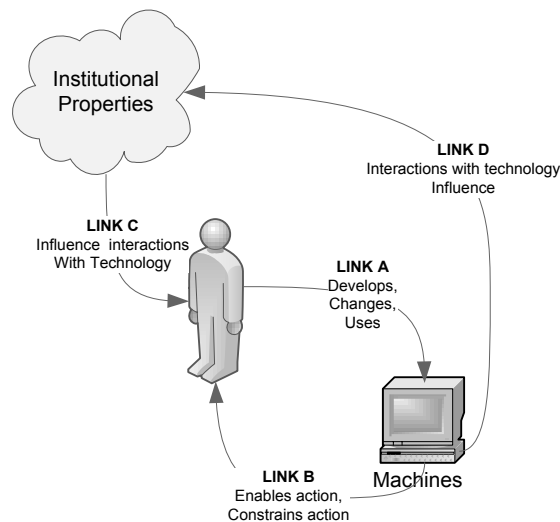 Institutional
Properties
LINK D
Interactions with technology
Influence
LINK C
Influence interactions
With Technology
LINK A
Develops,
Changes,
Uses
Machines
LINK B
Enables action,
Constrains action